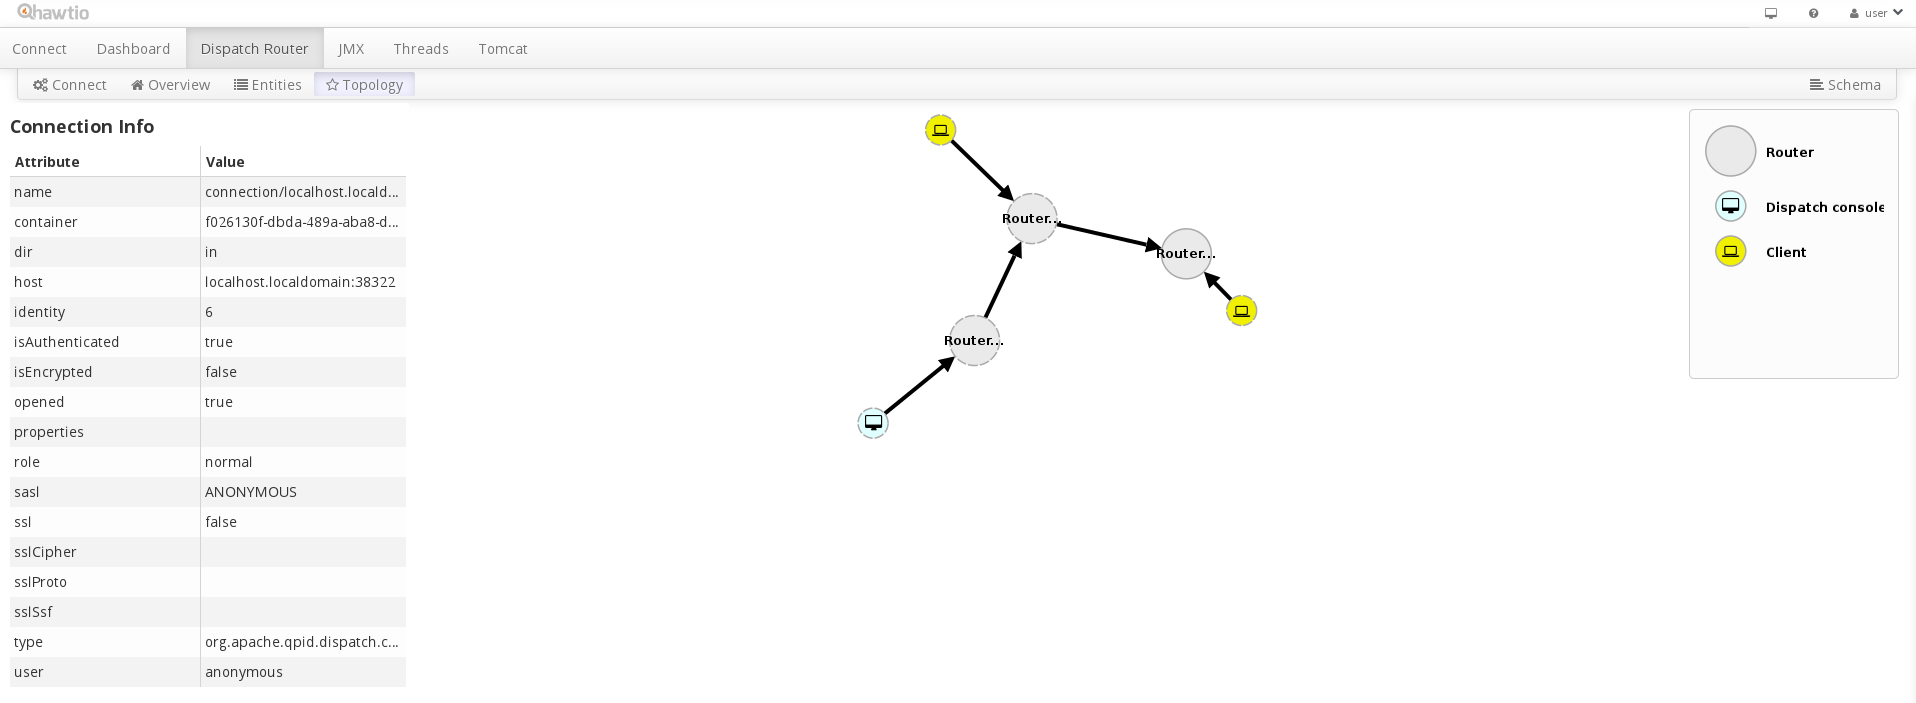 hawtio
user
Connect Dashboard Dispatch Router JMX Threads Tomcat
Connect Overview Entities Topology Schema
Connection Info
Attribute Value
name connection/localhost.locald...
container f026130f-dbda-489a-aba8-d...
dir in
host localhost.localdomain:38322
identity 6
isAuthenticated true
isEncrypted false
opened true
properties
role normal
sasl ANONYMOUS
ssl false
sslCipher
sslProto
sslSsf
type org.apache.qpid.dispatch.c...
user anonymous
Router...
Router...
Router...
Router
Dispatch console
Client